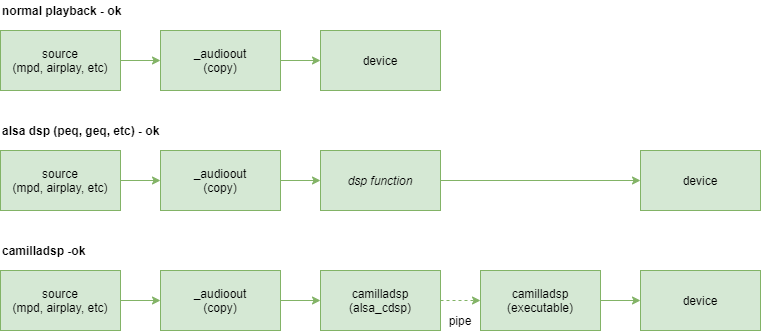 normal playback - ok
source
(mpd, airplay, etc)
_audioout
(copy)
device
alsa dsp (peq, geq, etc) - ok
source
(mpd, airplay, etc)
_audioout
(copy)
dsp function
device
camilladsp -ok
source
(mpd, airplay, etc)
_audioout
(copy)
camilladsp
(alsa_cdsp)
pipe
camilladsp
(executable)
device